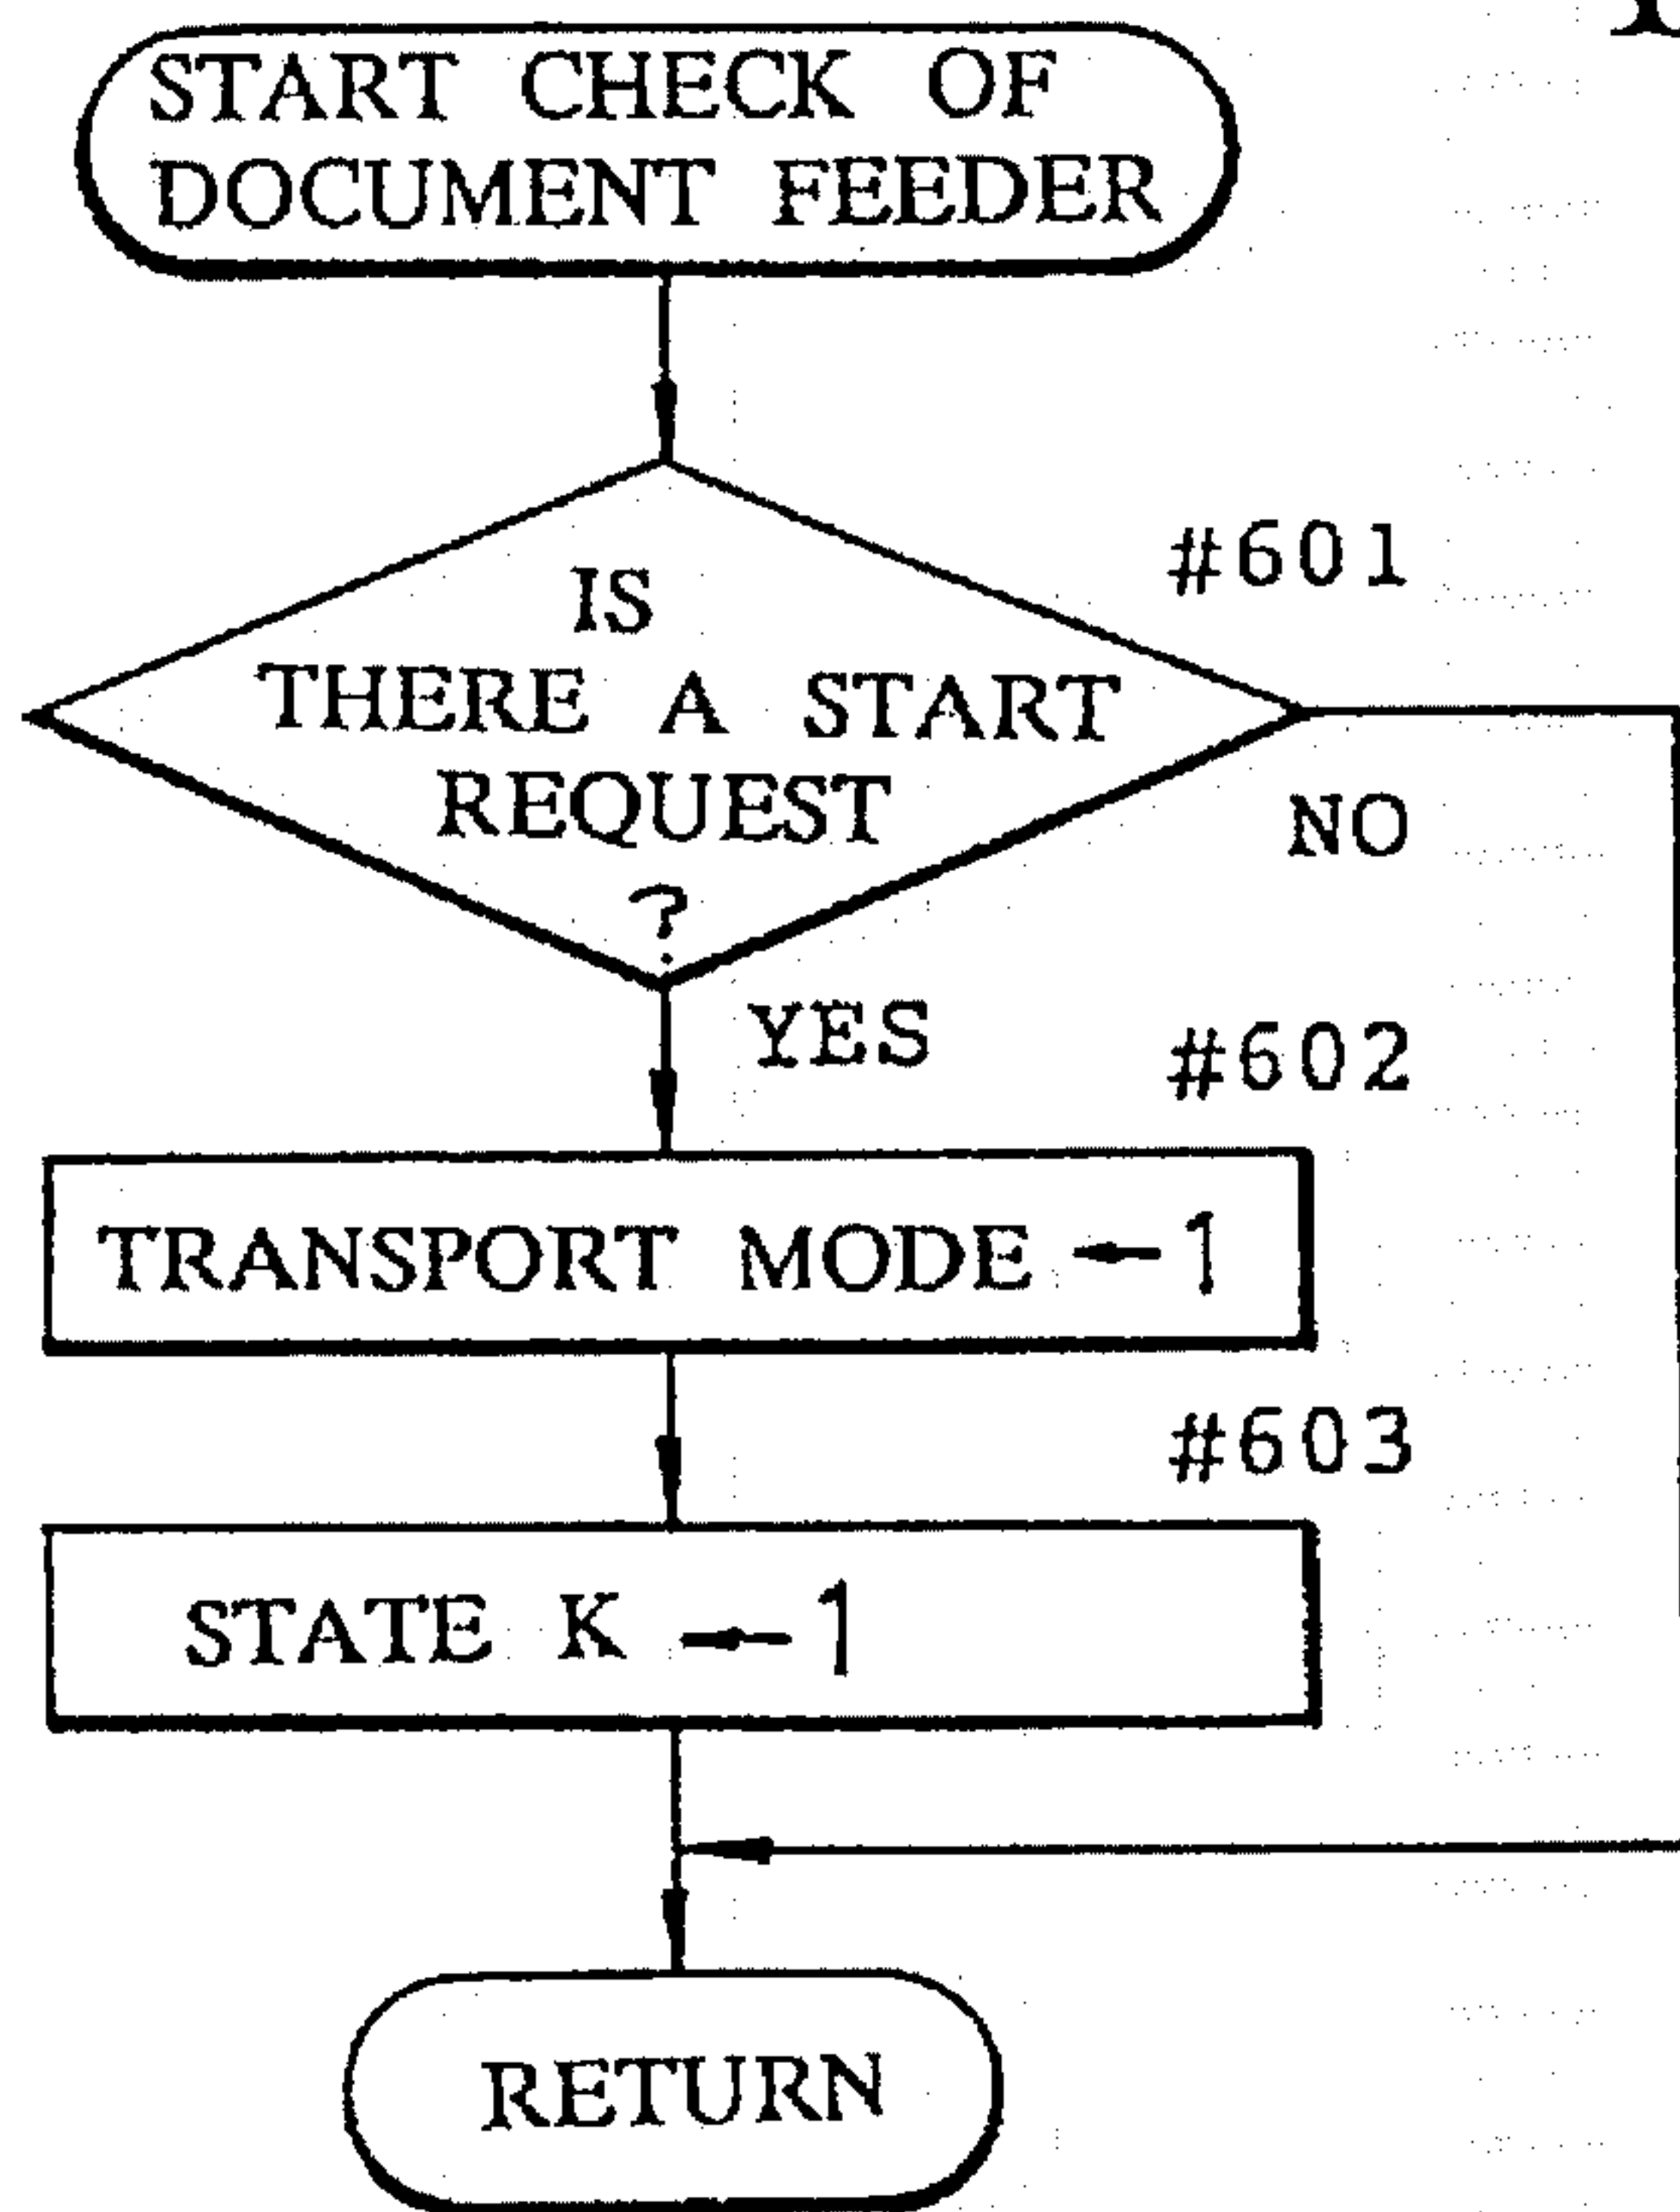 START CHECK OF
DOCUMENT FEEDER
#601
IS
THERE A START
REQUEST
?
NO
YES
#602
TRANSPORT MODE ← 1
#603
STATE K ← 1
RETURN